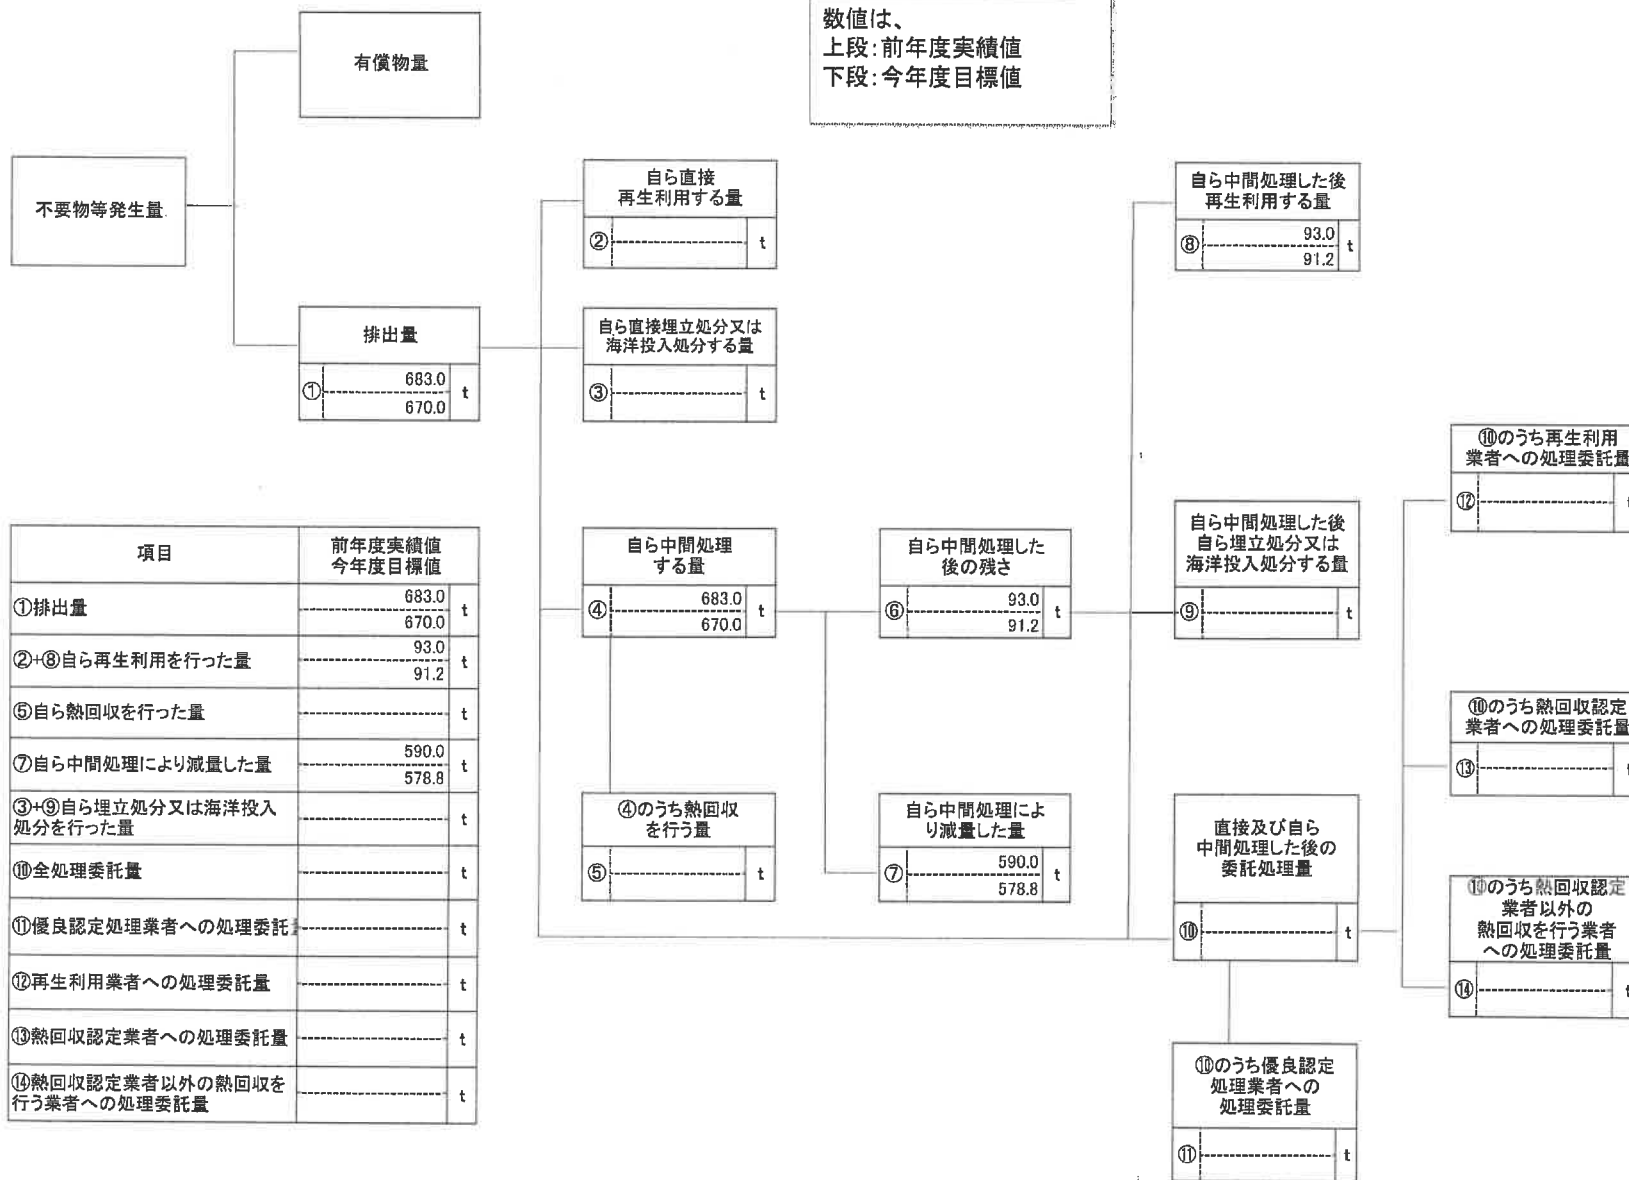 数値は、
上段：前年度実績値
下段：今年度目標値
有償物量
不要物等発生量
排出量
① 683.0 t
670.0
自ら直接
再生利用する量
② t
自ら直接埋立処分又は
海洋投入処分する量
③ t
自ら中間処理
する量
④ 683.0 t
670.0
④のうち熱回収
を行う量
⑤ t
自ら中間処理した
後の残さ
⑥ 93.0 t
91.2
自ら中間処理によ
り減量した量
⑦ 590.0 t
578.8
自ら中間処理した後
再生利用する量
⑧ 93.0 t
91.2
自ら中間処理した後
自ら埋立処分又は
海洋投入処分する量
⑨ t
直接及び自ら
中間処理した後の
委託処理量
⑩ t
⑩のうち優良認定
処理業者への
処理委託量
⑪ t
⑩のうち再生利用
業者への処理委託量
⑫ t
⑩のうち熱回収認定
業者への処理委託量
⑬ t
⑩のうち熱回収認定
業者以外の
熱回収を行う業者
への処理委託量
⑭ t
項目 前年度実績値
今年度目標値
①排出量 683.0 t
670.0
②+⑧自ら再生利用を行った量 93.0 t
91.2
⑤自ら熱回収を行った量 t
⑦自ら中間処理により減量した量 590.0 t
578.8
③+⑨自ら埋立処分又は海洋投入
処分を行った量 t
⑩全処理委託量 t
⑪優良認定処理業者への処理委託 t
⑫再生利用業者への処理委託量 t
⑬熱回収認定業者への処理委託量 t
⑭熱回収認定業者以外の熱回収を
行う業者への処理委託量 t